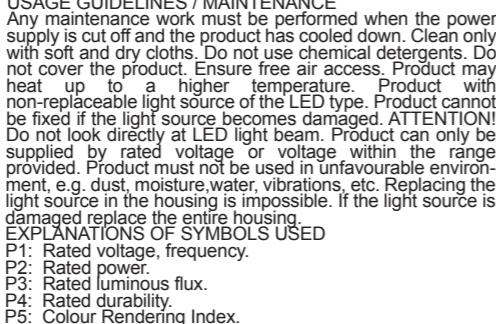 USAGE GUIDELINES / MAINTENANCE
Any maintenance work must be performed when the power
supply is cut off and the product has cooled down. Clean only
with soft and dry cloths. Do not use chemical detergents. Do
not cover the product. Ensure free air access. Product may
heat up to a higher temperature. Product with
non-replaceable light source of the LED type. Product cannot
be fixed if the light source becomes damaged. ATTENTION!
Do not look directly at LED light beam. Product can only be
supplied by rated voltage or voltage within the range
provided. Product must not be used in unfavourable environ-
ment, e.g. dust, moisture,water, vibrations, etc. Replacing the
light source in the housing is impossible. If the light source is
damaged replace the entire housing.
EXPLANATIONS OF SYMBOLS USED
P1: Rated voltage, frequency.
P2: Rated power.
P3: Rated luminous flux.
P4: Rated durability.
P5: Colour Rendering Index.